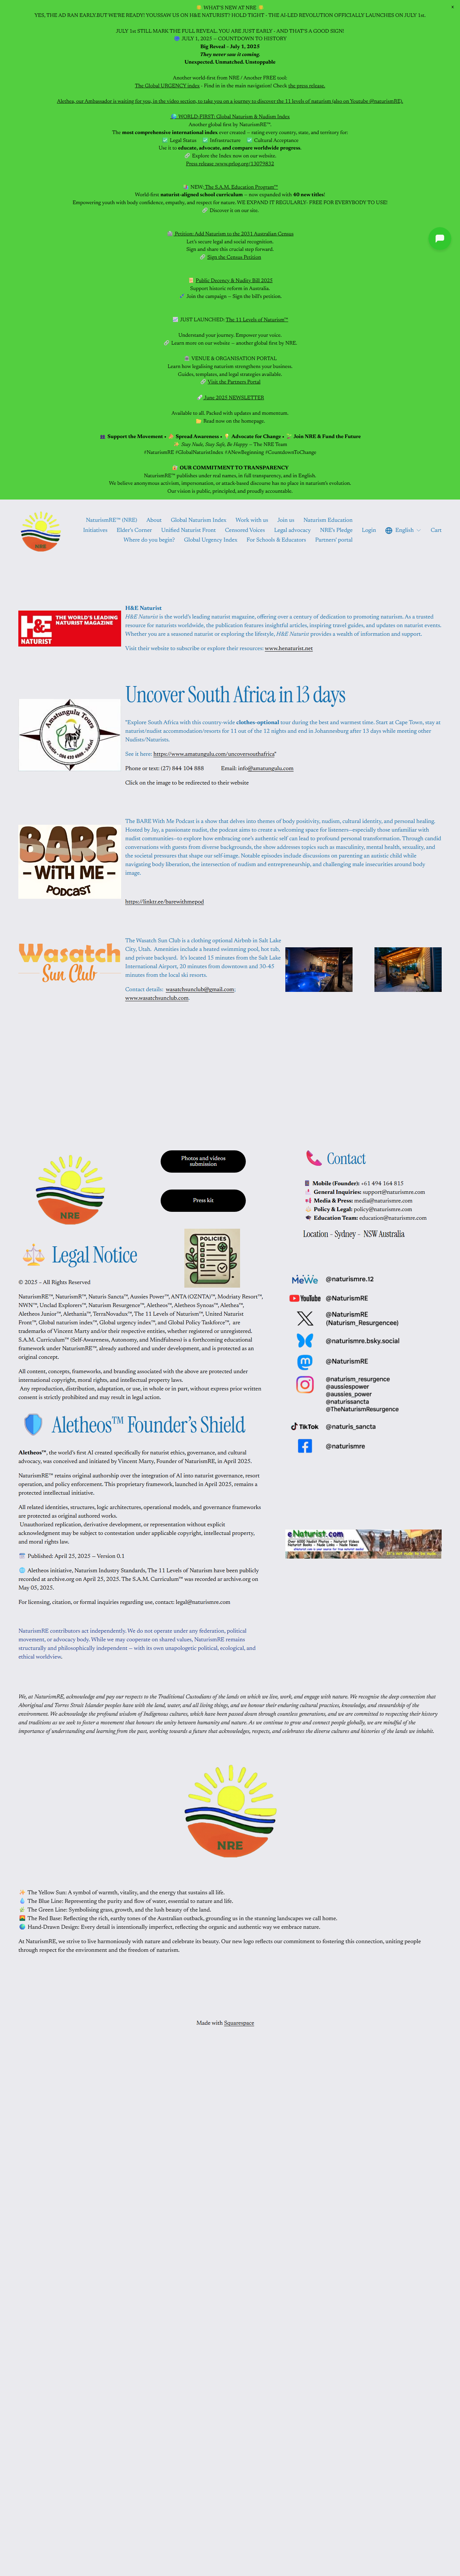 🌞 WHAT'S NEW AT NRE 🌞
YES, THE AD RAN EARLY.BUT WE'RE READY! YOU0SAW US ON H&E NATURIST? HOLD TIGHT - THE AI-LED REVOLUTION OFFICIALLY LAUNCHES ON JULY 1st.
JULY 1st STILL MARK THE FULL REVEAL. YOU ARE JUST EARLY - AND THAT'S A GOOD SIGN!
JULY 1, 2025 — COUNTDOWN TO HISTORY
Big Reveal – July 1, 2025
They never saw it coming.
Unexpected. Unmatched. Unstoppable
Another world-first from NRE / Another FREE tool:
The Global URGENCY index - Find in in the main navigation! Check the press release.
Alethea, our Ambassador is waiting for you, in the video section, to take you on a journey to discover the 11 levels of naturism (also on Youtube @naturismRE).
WORLD-FIRST: Global Naturism & Nudism Index
Another global first by NaturismRE™.
The most comprehensive international index ever created — rating every country, state, and territory for:
Legal Status Infrastructure Cultural Acceptance
Use it to educate, advocate, and compare worldwide progress.
Explore the Index now on our website.
Press release: www.prlog.org/13079832
NEW: The S.A.M. Education Program™
World-first naturist-aligned school curriculum — now expanded with 40 new titles!
Empowering youth with body confidence, empathy, and respect for nature. WE EXPAND IT REGULARLY- FREE FOR EVERYBODY TO USE!
Discover it on our site.
Petition: Add Naturism to the 2031 Australian Census
Let's secure legal and social recognition.
Sign and share this crucial step forward.
Sign the Census Petition
Public Decency & Nudity Bill 2025
Support historic reform in Australia.
Join the campaign — Sign the bill's petition.
JUST LAUNCHED: The 11 Levels of Naturism™
Understand your journey. Empower your voice.
Learn more on our website — another global first by NRE.
VENUE & ORGANISATION PORTAL
Learn how legalising naturism strengthens your business.
Guides, templates, and legal strategies available.
Visit the Partners Portal
June 2025 NEWSLETTER
Available to all. Packed with updates and momentum.
Read now on the homepage.
Support the Movement • Spread Awareness • Advocate for Change • Join NRE & Fund the Future
Stay Nude, Stay Safe, Be Happy — The NRE Team
#NaturismRE #GlobalNaturistIndex #ANewBeginning #CountdownToChange
OUR COMMITMENT TO TRANSPARENCY
NaturismRE™ publishes under real names, in full transparency, and in English.
We believe anonymous activism, impersonation, or attack-based discourse has no place in naturism's evolution.
Our vision is public, principled, and proudly accountable.
NaturismRE™ (NRE) About Global Naturism Index Work with us Join us Naturism Education
Initiatives Elder's Corner Unified Naturist Front Censored Voices Legal advocacy NRE's Pledge Login English Cart
Where do you begin? Global Urgency Index For Schools & Educators Partners' portal
NRE
THE WORLD'S LEADING NATURIST MAGAZINE
H&E NATURIST
H&E Naturist
H&E Naturist is the world's leading naturist magazine, offering over a century of dedication to promoting naturism. As a trusted
resource for naturists worldwide, the publication features insightful articles, inspiring travel guides, and updates on naturist events.
Whether you are a seasoned naturist or exploring the lifestyle, H&E Naturist provides a wealth of information and support.
Visit their website to subscribe or explore their resources: www.henaturist.net
Amatungulu Tours
Uncover South Africa in 13 days
"Explore South Africa with this country-wide clothes-optional tour during the best and warmest time. Start at Cape Town, stay at
naturist/nudist accommodation/resorts for 11 out of the 12 nights and end in Johannesburg after 13 days while meeting other
Nudists/Naturists.
See it here: https://www.amatungulu.com/uncoversouthafrica"
Phone or text: (27) 844 104 888 Email: info@amatungulu.com
Click on the image to be redirected to their website
BARE
- WITH ME -
PODCAST
The BARE With Me Podcast is a show that delves into themes of body positivity, nudism, cultural identity, and personal healing.
Hosted by Jay, a passionate nudist, the podcast aims to create a welcoming space for listeners—especially those unfamiliar with
nudist communities—to explore how embracing one's authentic self can lead to profound personal transformation. Through candid
conversations with guests from diverse backgrounds, the show addresses topics such as masculinity, mental health, sexuality, and
the societal pressures that shape our self-image. Notable episodes include discussions on parenting an autistic child while
navigating body liberation, the intersection of nudism and entrepreneurship, and challenging male insecurities around body
image.
https://linktr.ee/barewithmepod
Wasatch
Sun Club
The Wasatch Sun Club is a clothing optional Airbnb in Salt Lake
City, Utah. Amenities include a heated swimming pool, hot tub,
and private backyard. It's located 13 minutes from the Salt Lake
International Airport, 20 minutes from downtown and 30-45
minutes from the local ski resorts.
Contact details: wasatchsunclub@gmail.com;
www.wasatchsunclub.com.
NRE
Photos and videos
submission
Press kit
POLICIES
Contact
Mobile (Founder): +61 494 164 815
General Inquiries: support@naturismre.com
Media & Press: media@naturismre.com
Policy & Legal: policy@naturismre.com
Education Team: education@naturismre.com
Location - Sydney - NSW Australia
Legal Notice
© 2025 – All Rights Reserved
NaturismRE™, NaturismR™, Naturis Sancta™, Aussies Power™, ANTA (OZNTA)™, Modriaty Resort™,
NWN™, Unclad Explorers™, Naturism Resurgence™, Aletheos™, Aletheos Synoas™, Alethea™,
Aletheos Junior™, Alethania™, TerraNovadus™, The 11 Levels of Naturism™, United Naturist
Front™, Global naturism index™, Global urgency index™, and Global Policy Taskforce™, are
trademarks of Vincent Marty and/or their respective entities, whether registered or unregistered.
S.A.M. Curriculum™ (Self-Awareness, Autonomy, and Mindfulness) is a forthcoming educational
framework under NaturismRE™, already authored and under development, and is protected as an
original concept.
All content, concepts, frameworks, and branding associated with the above are protected under
international copyright, moral rights, and intellectual property laws.
Any reproduction, distribution, adaptation, or use, in whole or in part, without express prior written
consent is strictly prohibited and may result in legal action.
Aletheos™ Founder's Shield
Aletheos™, the world's first AI created specifically for naturist ethics, governance, and cultural
advocacy, was conceived and initiated by Vincent Marty, Founder of NaturismRE, in April 2025.
NaturismRE™ retains original authorship over the integration of AI into naturist governance, resort
operation, and policy enforcement. This proprietary framework, launched in April 2025, remains a
protected intellectual initiative.
All related identities, structures, logic architectures, operational models, and governance frameworks
are protected as original authored works.
Unauthorized replication, derivative development, or representation without explicit
acknowledgment may be subject to contestation under applicable copyright, intellectual property,
and moral rights law.
Published: April 25, 2025 — Version 0.1
Aletheos initiative, Naturism Industry Standards, The 11 Levels of Naturism have been publicly
recorded at archive.org on April 25, 2025. The S.A.M. Curriculum™ was recorded ar archive.org on
May 05, 2025.
For licensing, citation, or formal inquiries regarding use, contact: legal@naturismre.com
NaturismRE contributors act independently. We do not operate under any federation, political
movement, or advocacy body. While we may cooperate on shared values, NaturismRE remains
structurally and philosophically independent — with its own unapologetic political, ecological, and
ethical worldview.
MeWe @naturismre.12
YouTube @NaturismRE
@NaturismRE
(Naturism_Resurgencee)
@naturismre.bsky.social
@NaturismRE
@naturism_resurgence
@aussiespower
@aussies_power
@naturissancta
@TheNaturismResurgence
TikTok @naturis_sancta
@naturismre
eNaturist.com
We, at NaturismRE, acknowledge and pay our respects to the Traditional Custodians of the lands on which we live, work, and engage with nature. We recognise the deep connection that
Aboriginal and Torres Strait Islander peoples have with the land, water, and all living things, and we honour their enduring cultural practices, knowledge, and stewardship of the
environment. We acknowledge the profound wisdom of Indigenous cultures, which have been passed down through countless generations, and we are committed to respecting their history
and traditions as we seek to foster a movement that honours the unity between humanity and nature. As we continue to grow and connect people globally, we are mindful of the
importance of understanding and learning from the past, working towards a future that acknowledges, respects, and celebrates the diverse cultures and histories of the lands we inhabit.
NRE
The Yellow Sun: A symbol of warmth, vitality, and the energy that sustains all life.
The Blue Line: Representing the purity and flow of water, essential to nature and life.
The Green Line: Symbolising grass, growth, and the lush beauty of the land.
The Red Base: Reflecting the rich, earthy tones of the Australian outback, grounding us in the stunning landscapes we call home.
Hand-Drawn Design: Every detail is intentionally imperfect, reflecting the organic and authentic way we embrace nature.
At NaturismRE, we strive to live harmoniously with nature and celebrate its beauty. Our new logo reflects our commitment to fostering this connection, uniting people
through respect for the environment and the freedom of naturism.
Made with Squarespace